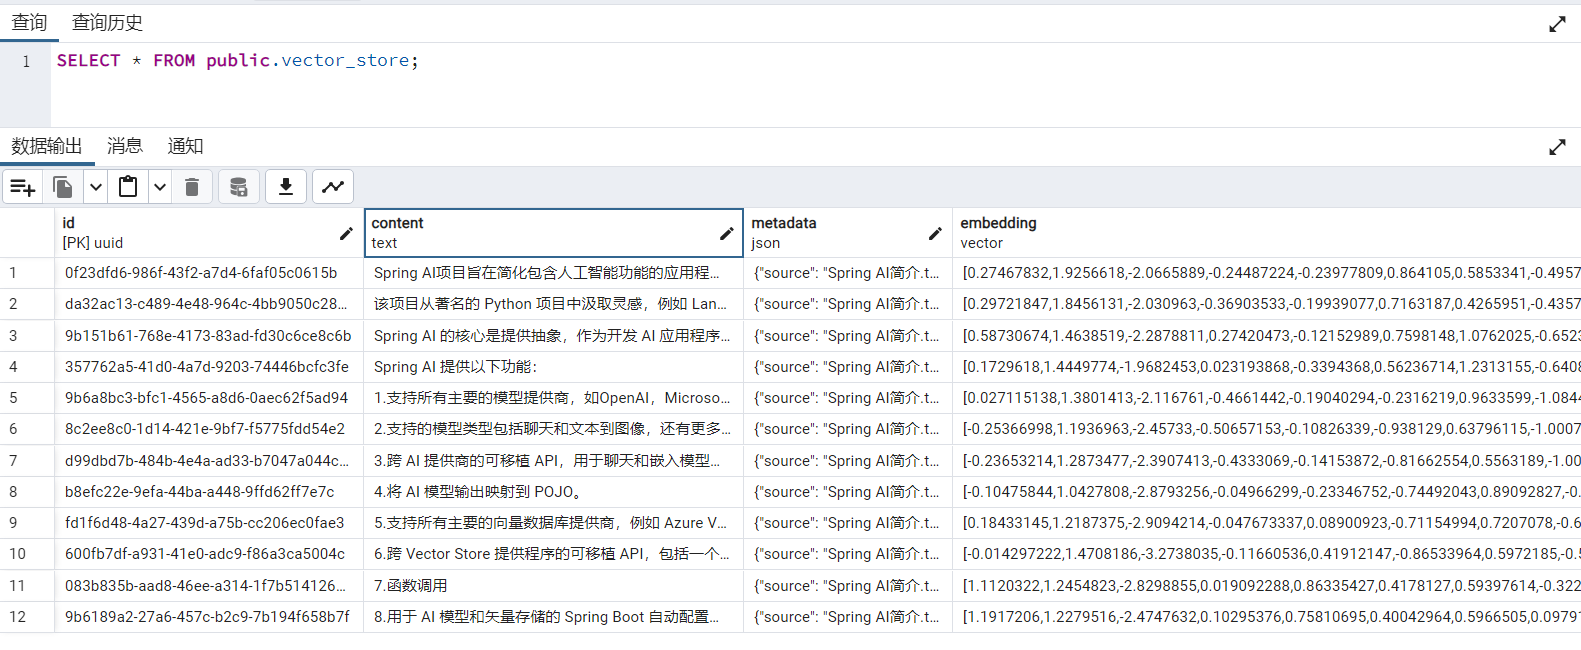 查询 查询历史
1 SELECT * FROM public.vector_store;
数据输出 消息 通知
id content metadata embedding
[PK] uuid text json vector
1 0f23dfd6-986f-43f2-a7d4-6faf05c0615b Spring AI项目旨在简化包含人工智能功能的应用程... {"source": "Spring AI简介.t... [0.27467832,1.9256618,-2.0665889,-0.24487224,-0.23977809,0.864105,0.5853341,-0.4957
2 da32ac13-c489-4e48-964c-4bb9050c28... 该项目从著名的 Python 项目中汲取灵感，例如 Lan... {"source": "Spring AI简介.t... [0.29721847,1.8456131,-2.030963,-0.36903533,-0.19939077,0.7163187,0.4265951,-0.4357
3 9b151b61-768e-4173-83ad-fd30c6ce8c6b Spring AI 的核心是提供抽象，作为开发 AI 应用程序... {"source": "Spring AI简介.t... [0.58730674,1.4638519,-2.2878811,0.27420473,-0.12152989,0.7598148,1.0762025,-0.6523
4 357762a5-41d0-4a7d-9203-74446bcfc3fe Spring AI 提供以下功能： {"source": "Spring AI简介.t... [0.1729618,1.4449774,-1.9682453,0.023193868,-0.3394368,0.56236714,1.2313155,-0.6408
5 9b6a8bc3-bfc1-4565-a8d6-0aec62f5ad94 1.支持所有主要的模型提供商，如OpenAI，Microso... {"source": "Spring AI简介.t... [0.027115138,1.3801413,-2.116761,-0.4661442,-0.19040294,-0.2316219,0.9633599,-1.0844
6 8c2ee8c0-1d14-421e-9bf7-f5775fdd54e2 2.支持的模型类型包括聊天和文本到图像，还有更多... {"source": "Spring AI简介.t... [-0.25366998,1.1936963,-2.45733,-0.50657153,-0.10826339,-0.938129,0.63796115,-1.0007
7 d99dbd7b-484b-4e4a-ad33-b7047a044c... 3.跨 AI 提供商的可移植 API，用于聊天和嵌入模型... {"source": "Spring AI简介.t... [-0.23653214,1.2873477,-2.3907413,-0.4333069,-0.14153872,-0.81662554,0.5563189,-1.00
8 b8efc22e-9efa-44ba-a448-9ffd62ff7e7c 4.将 AI 模型输出映射到 POJO。 {"source": "Spring AI简介.t... [-0.10475844,1.0427808,-2.8793256,-0.04966299,-0.23346752,-0.74492043,0.89092827,-0.
9 fd1f6d48-4a27-439d-a75b-cc206ec0fae3 5.支持所有主要的向量数据库提供商，例如 Azure V... {"source": "Spring AI简介.t... [0.18433145,1.2187375,-2.9094214,-0.047673337,0.08900923,-0.71154994,0.7207078,-0.6
10 600fb7df-a931-41e0-adc9-f86a3ca5004c 6.跨 Vector Store 提供程序的可移植 API，包括一个... {"source": "Spring AI简介.t... [-0.014297222,1.4708186,-3.2738035,-0.11660536,0.41912147,-0.86533964,0.5972185,-0.5
11 083b835b-aad8-46ee-a314-1f7b514126... 7.函数调用 {"source": "Spring AI简介.t... [1.1120322,1.2454823,-2.8298855,0.019092288,0.86335427,0.4178127,0.59397614,-0.322
12 9b6189a2-27a6-457c-b2c9-7b194f658b7f 8.用于 AI 模型和矢量存储的 Spring Boot 自动配置... {"source": "Spring AI简介.t... [1.1917206,1.2279516,-2.4747632,0.10295376,0.75810695,0.40042964,0.5966505,0.0979